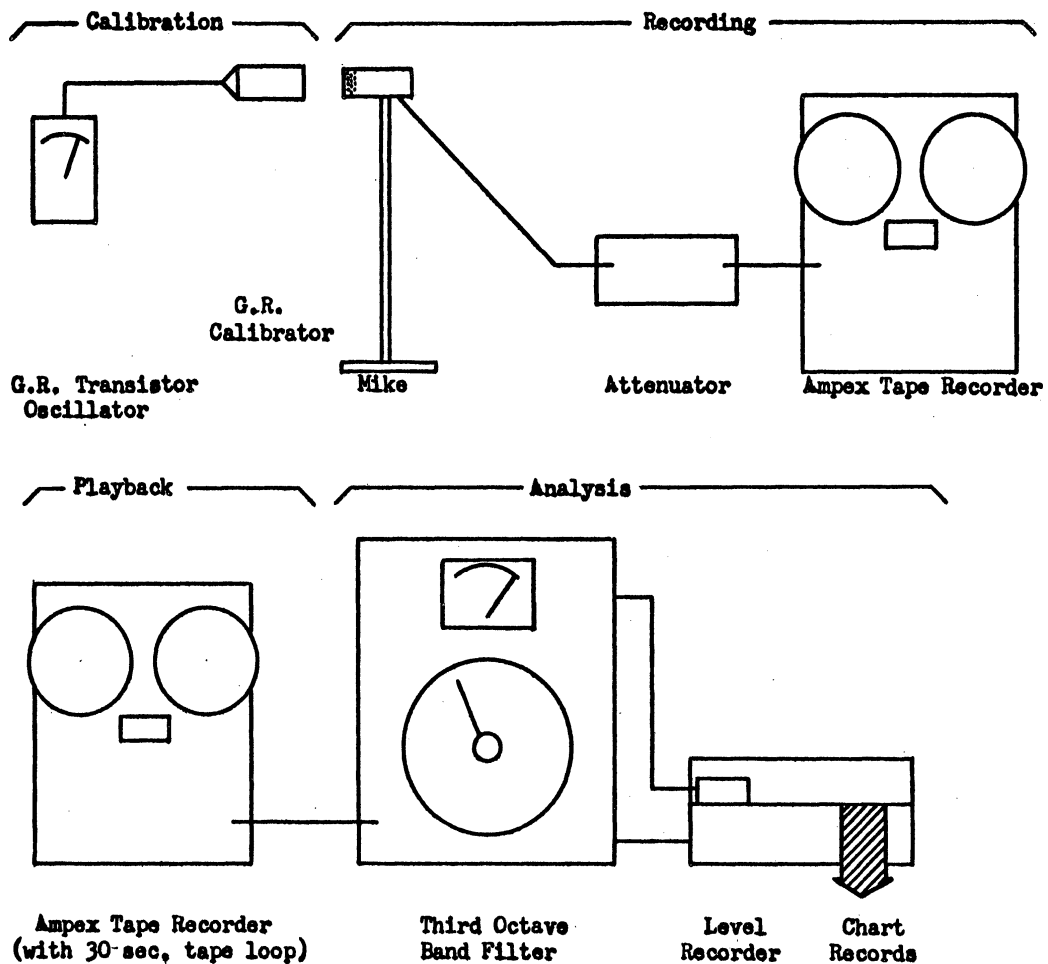 Calibration
Recording
G.R.
Calibrator
G.R. Transistor
Oscillator
Mike
Attenuator
Ampex Tape Recorder
Playback
Analysis
Ampex Tape Recorder
(with 30-sec. tape loop)
Third Octave
Band Filter
Level
Recorder
Chart
Records